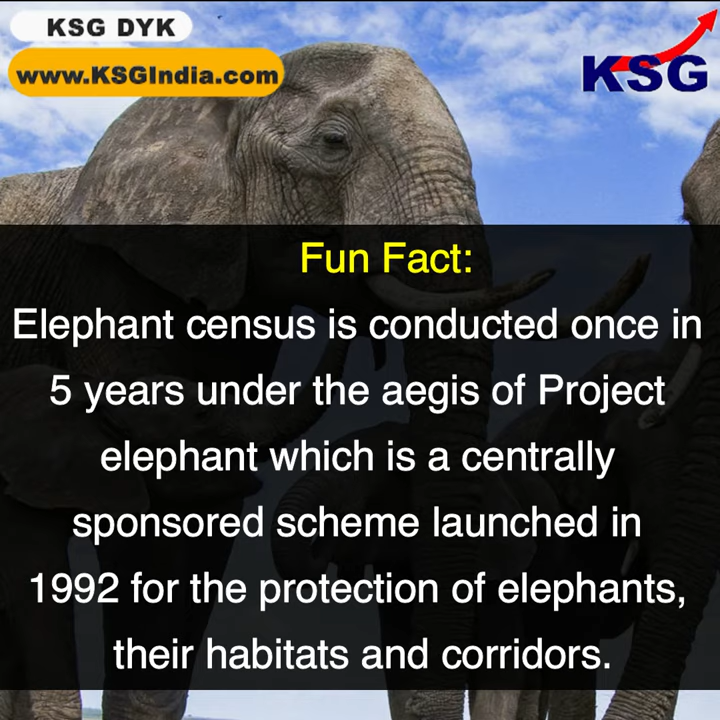 KSG DYK
www.KSGIndia.com
KSG
Fun Fact:
Elephant census is conducted once in
5 years under the aegis of Project
elephant which is a centrally
sponsored scheme launched in
1992 for the protection of elephants,
their habitats and corridors.